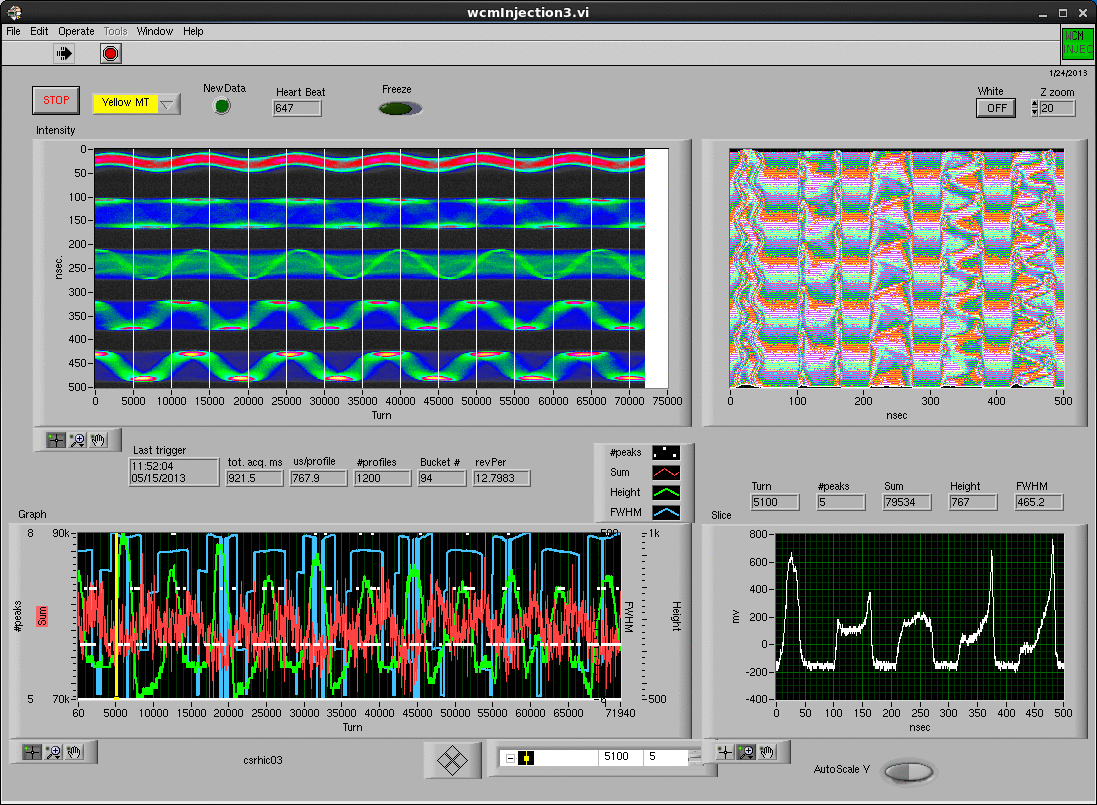 wcmInjection3.vi
File Edit Operate Tools Window Help
WCM
INJEC
1/24/2013
STOP
Yellow MT
NewData
Heart Beat
647
Freeze
White
OFF
Z zoom
20
Intensity
0
50
100
150
200
250
300
350
400
450
500
nsec.
0 5000 10000 15000 20000 25000 30000 35000 40000 45000 50000 55000 60000 65000 70000 75000
Turn
0 100 200 300 400 500
nsec
Last trigger
11:52:04
05/15/2013
tot. acq. ms
921.5
us/profile
767.9
#profiles
1200
Bucket #
94
revPer
12.7983
#peaks
Sum
Height
FWHM
Turn
5100
#peaks
5
Sum
79534
Height
767
FWHM
465.2
Graph
8
5
#peaks
90k
70k
Sum
500
0
FWHM
1k
-500
Height
60 5000 10000 15000 20000 25000 30000 35000 40000 45000 50000 55000 60000 65000 71940
Turn
Slice
800
600
400
200
0
-200
-400
mv
0 50 100 150 200 250 300 350 400 450 500
nsec
csrhic03
5100 5
AutoScale Y